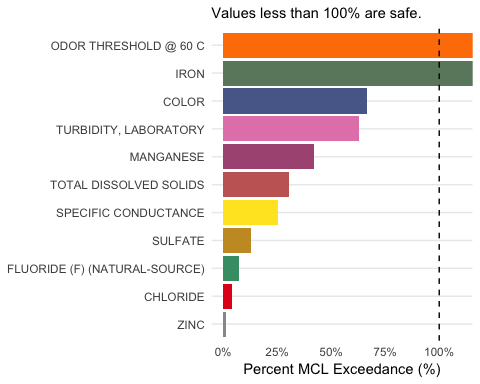 Values less than 100% are safe.
ODOR THRESHOLD @ 60 C
IRON
COLOR
TURBIDITY, LABORATORY
MANGANESE
TOTAL DISSOLVED SOLIDS
SPECIFIC CONDUCTANCE
SULFATE
FLUORIDE (F) (NATURAL-SOURCE)
CHLORIDE
ZINC
0% 25% 50% 75% 100%
Percent MCL Exceedance (%)